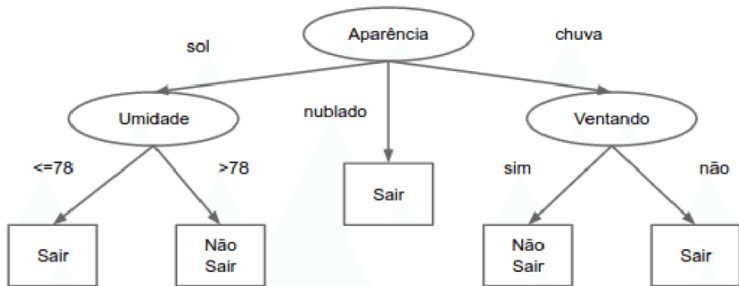 Aparência
sol
chuva
Umidade
nublado
Ventando
<=78
>78
Sair
sim
não
Sair
Não
Sair
Não
Sair
Sair